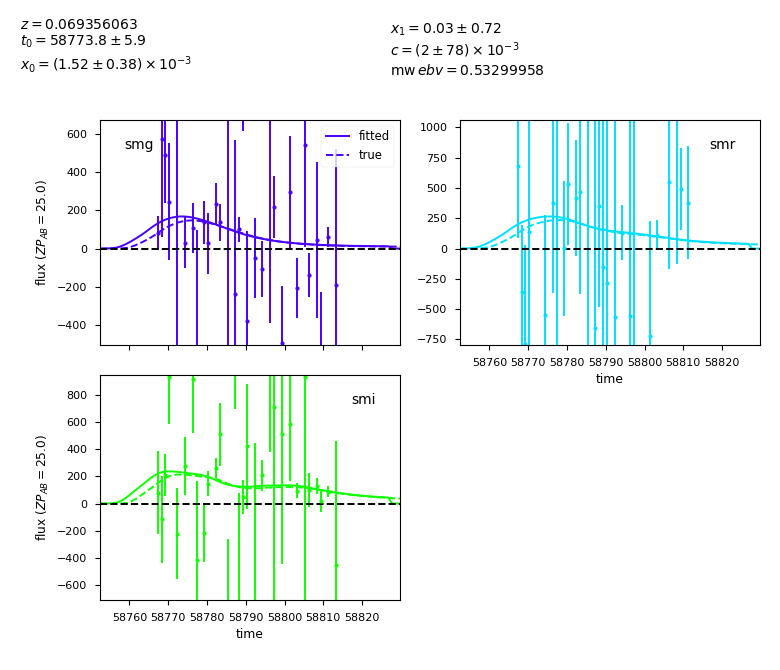 z = 0.069356063
t₀ = 58773.8 ± 5.9
x₀ = (1.52 ± 0.38) × 10⁻³
x₁ = 0.03 ± 0.72
c = (2 ± 78) × 10⁻³
mw ebv = 0.53299958
600
400
200
0
−200
−400
flux (ZP_AB = 25.0)
smg
fitted
true
1000
750
500
250
0
−250
−500
−750
smr
58760 58770 58780 58790 58800 58810 58820
time
800
600
400
200
0
−200
−400
−600
flux (ZP_AB = 25.0)
smi
58760 58770 58780 58790 58800 58810 58820
time